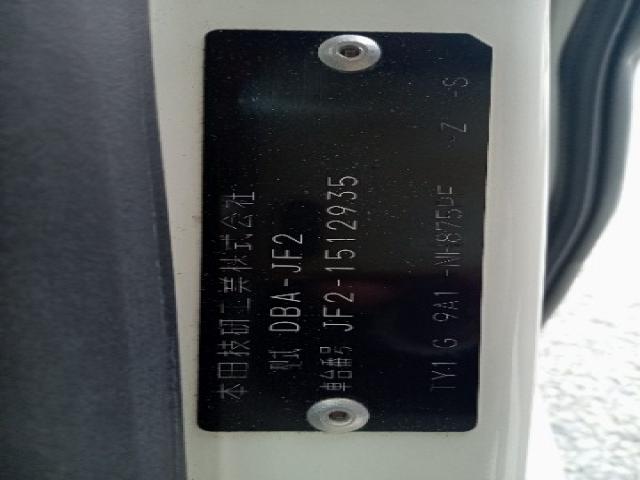 本田技研工業株式会社
型式 DBA-JF2
車台番号 JF2-1512935
TY1 G 9A1 -NH875PF Z -S